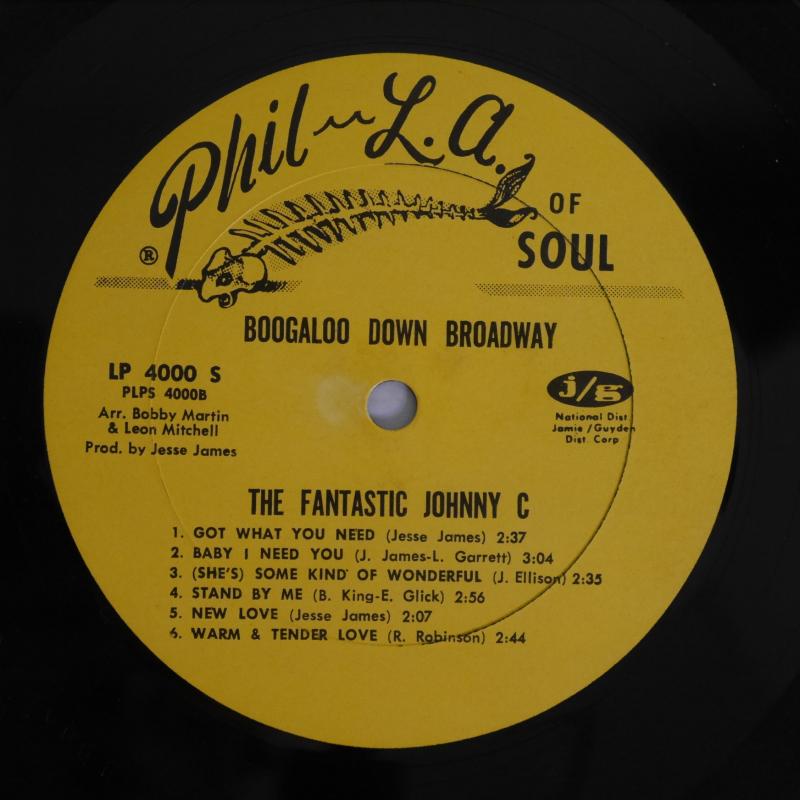 Phil-L.A.
OF
SOUL
®
BOOGALOO DOWN BROADWAY
LP 4000 S
PLPS 4000B
Arr. Bobby Martin
& Leon Mitchell
Prod. by Jesse James
j/g
National Dist.
Jamie/Guyden
Dist. Corp
THE FANTASTIC JOHNNY C
1. GOT WHAT YOU NEED (Jesse James) 2:37
2. BABY I NEED YOU (J. James-L. Garrett) 3:04
3. (SHE'S) SOME KIND OF WONDERFUL (J. Ellison) 2:35
4. STAND BY ME (B. King-E. Glick) 2:56
5. NEW LOVE (Jesse James) 2:07
6. WARM & TENDER LOVE (R. Robinson) 2:44